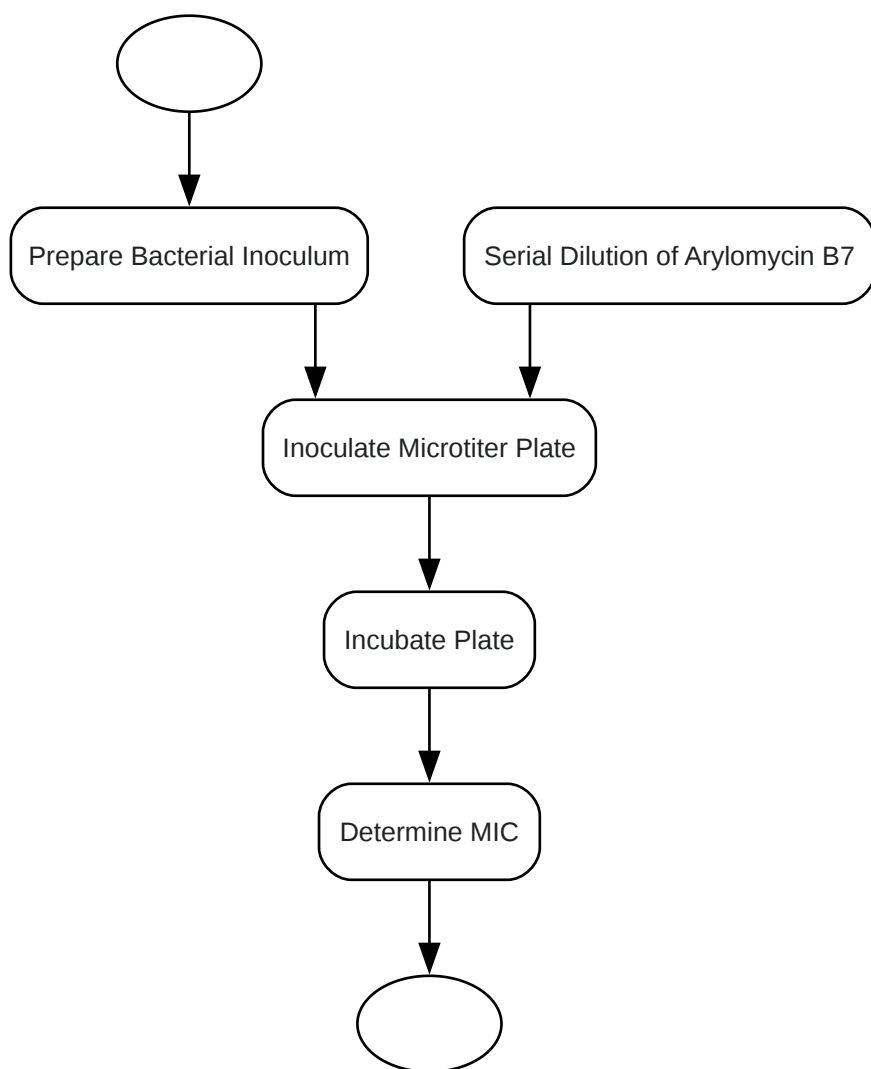 Prepare Bacterial Inoculum
Serial Dilution of Arylomycin B7
Inoculate Microtiter Plate
Incubate Plate
Determine MIC